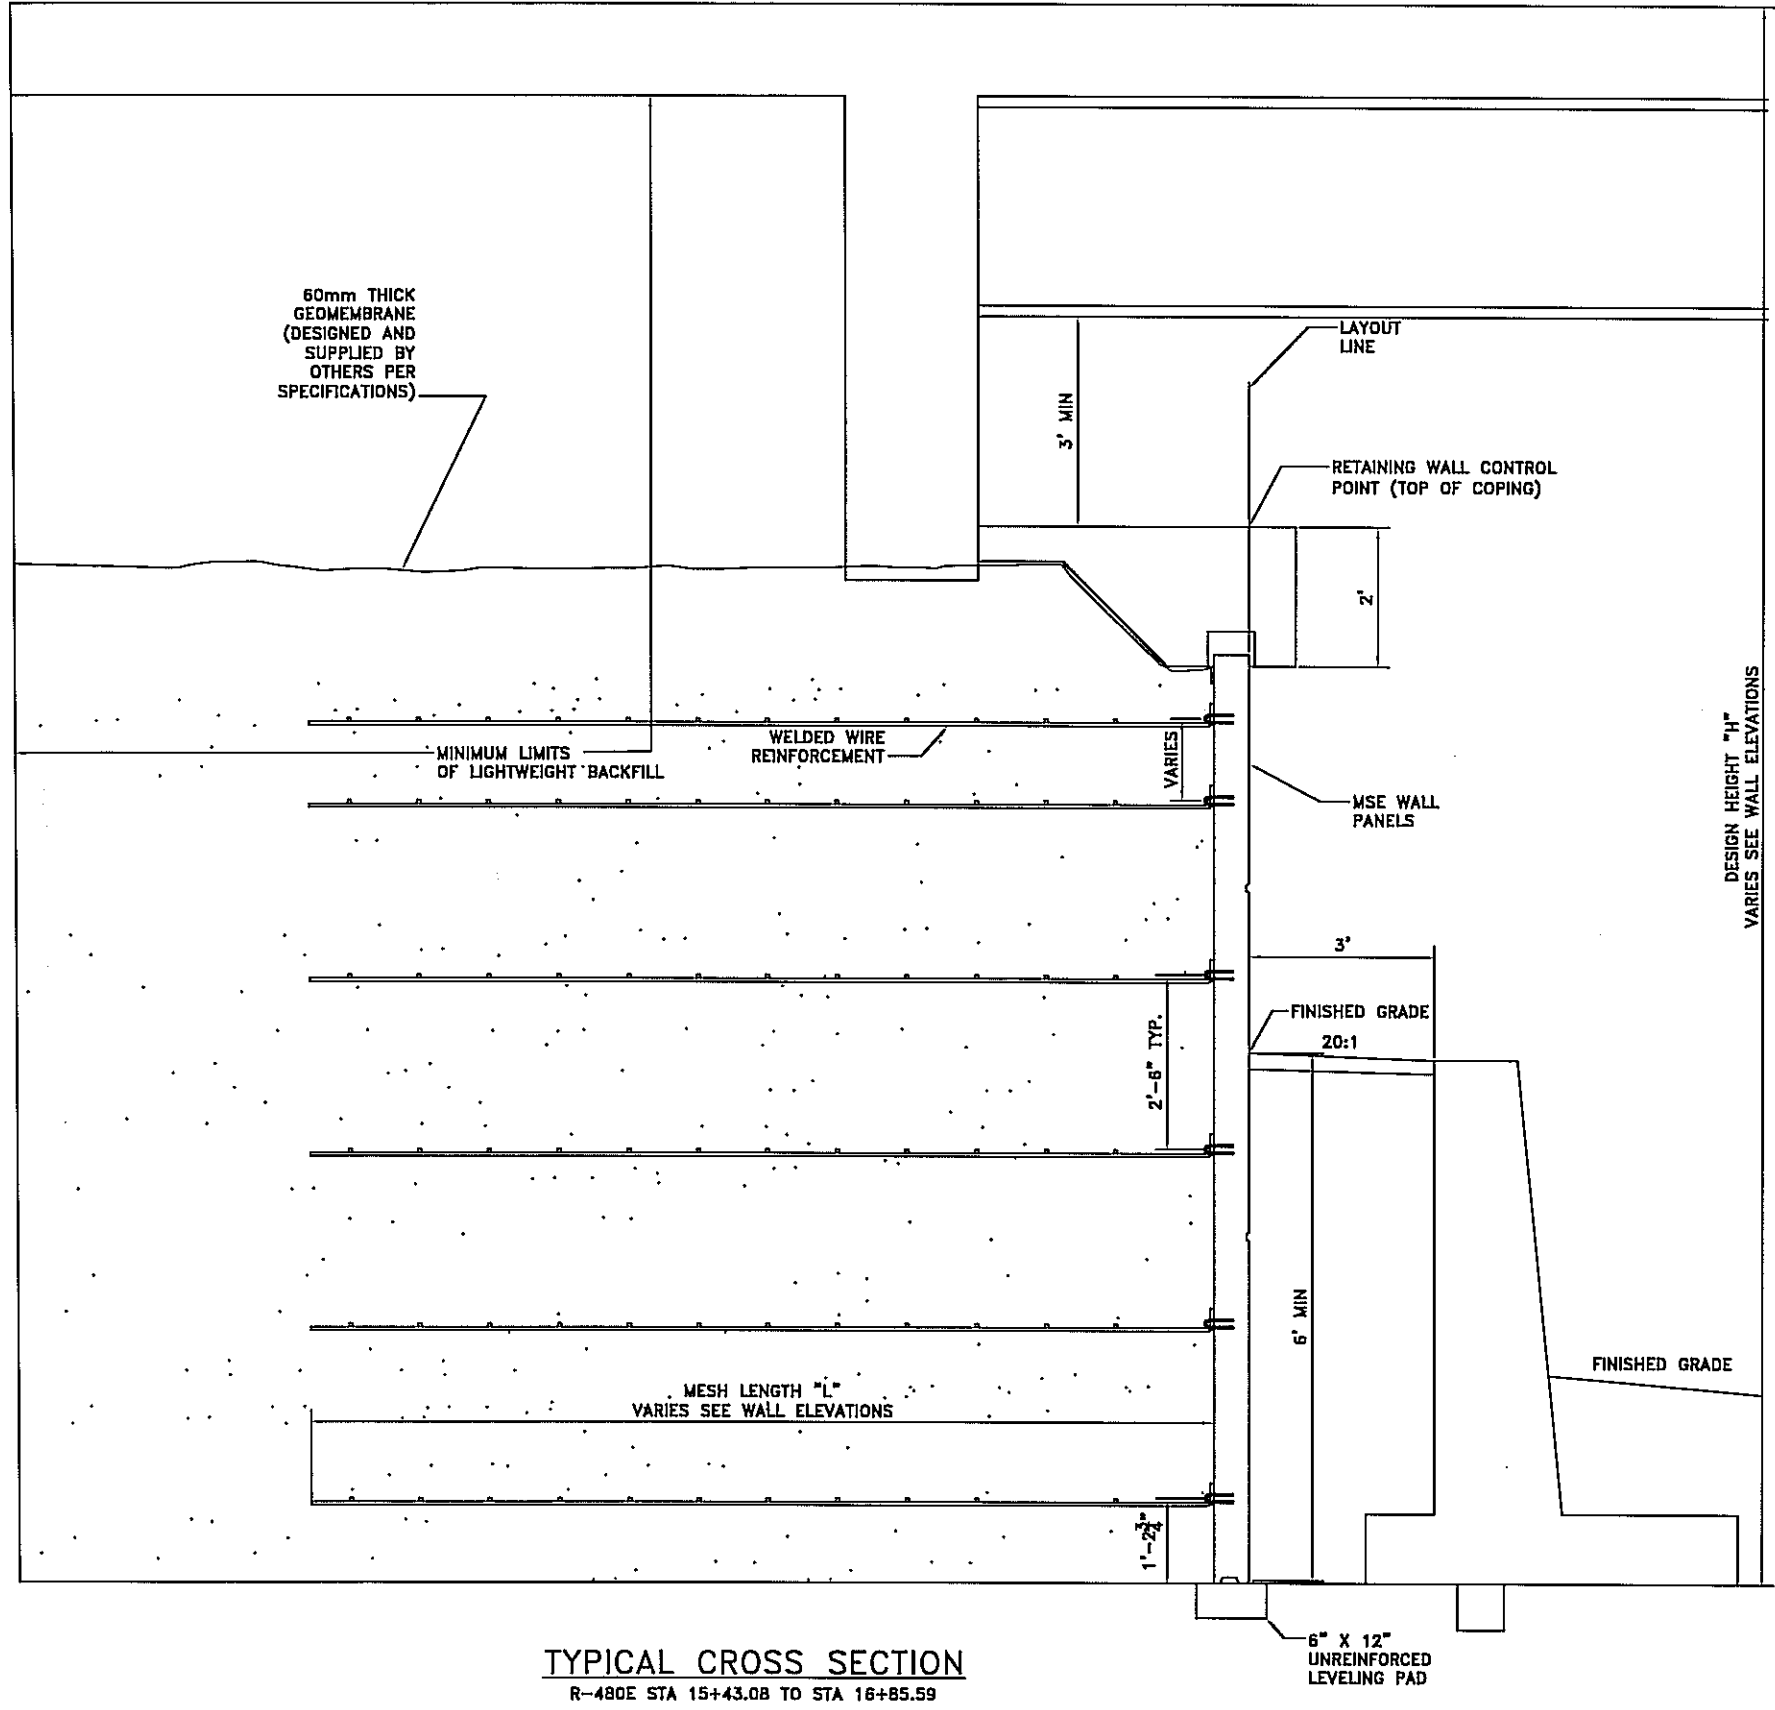 60mm THICK
GEOMEMBRANE
(DESIGNED AND
SUPPLIED BY
OTHERS PER
SPECIFICATIONS)
LAYOUT
LINE
3' MIN
RETAINING WALL CONTROL
POINT (TOP OF COPING)
2'
WELDED WIRE
REINFORCEMENT
MINIMUM LIMITS
OF LIGHTWEIGHT BACKFILL
VARIES
MSE WALL
PANELS
DESIGN HEIGHT "H"
VARIES SEE WALL ELEVATIONS
3'
FINISHED GRADE
20:1
2'-6" TYP.
6' MIN
FINISHED GRADE
MESH LENGTH "L"
VARIES SEE WALL ELEVATIONS
1'-2 3/4"
6" X 12"
UNREINFORCED
LEVELING PAD
TYPICAL CROSS SECTION
R-480E STA 15+43.08 TO STA 16+85.59